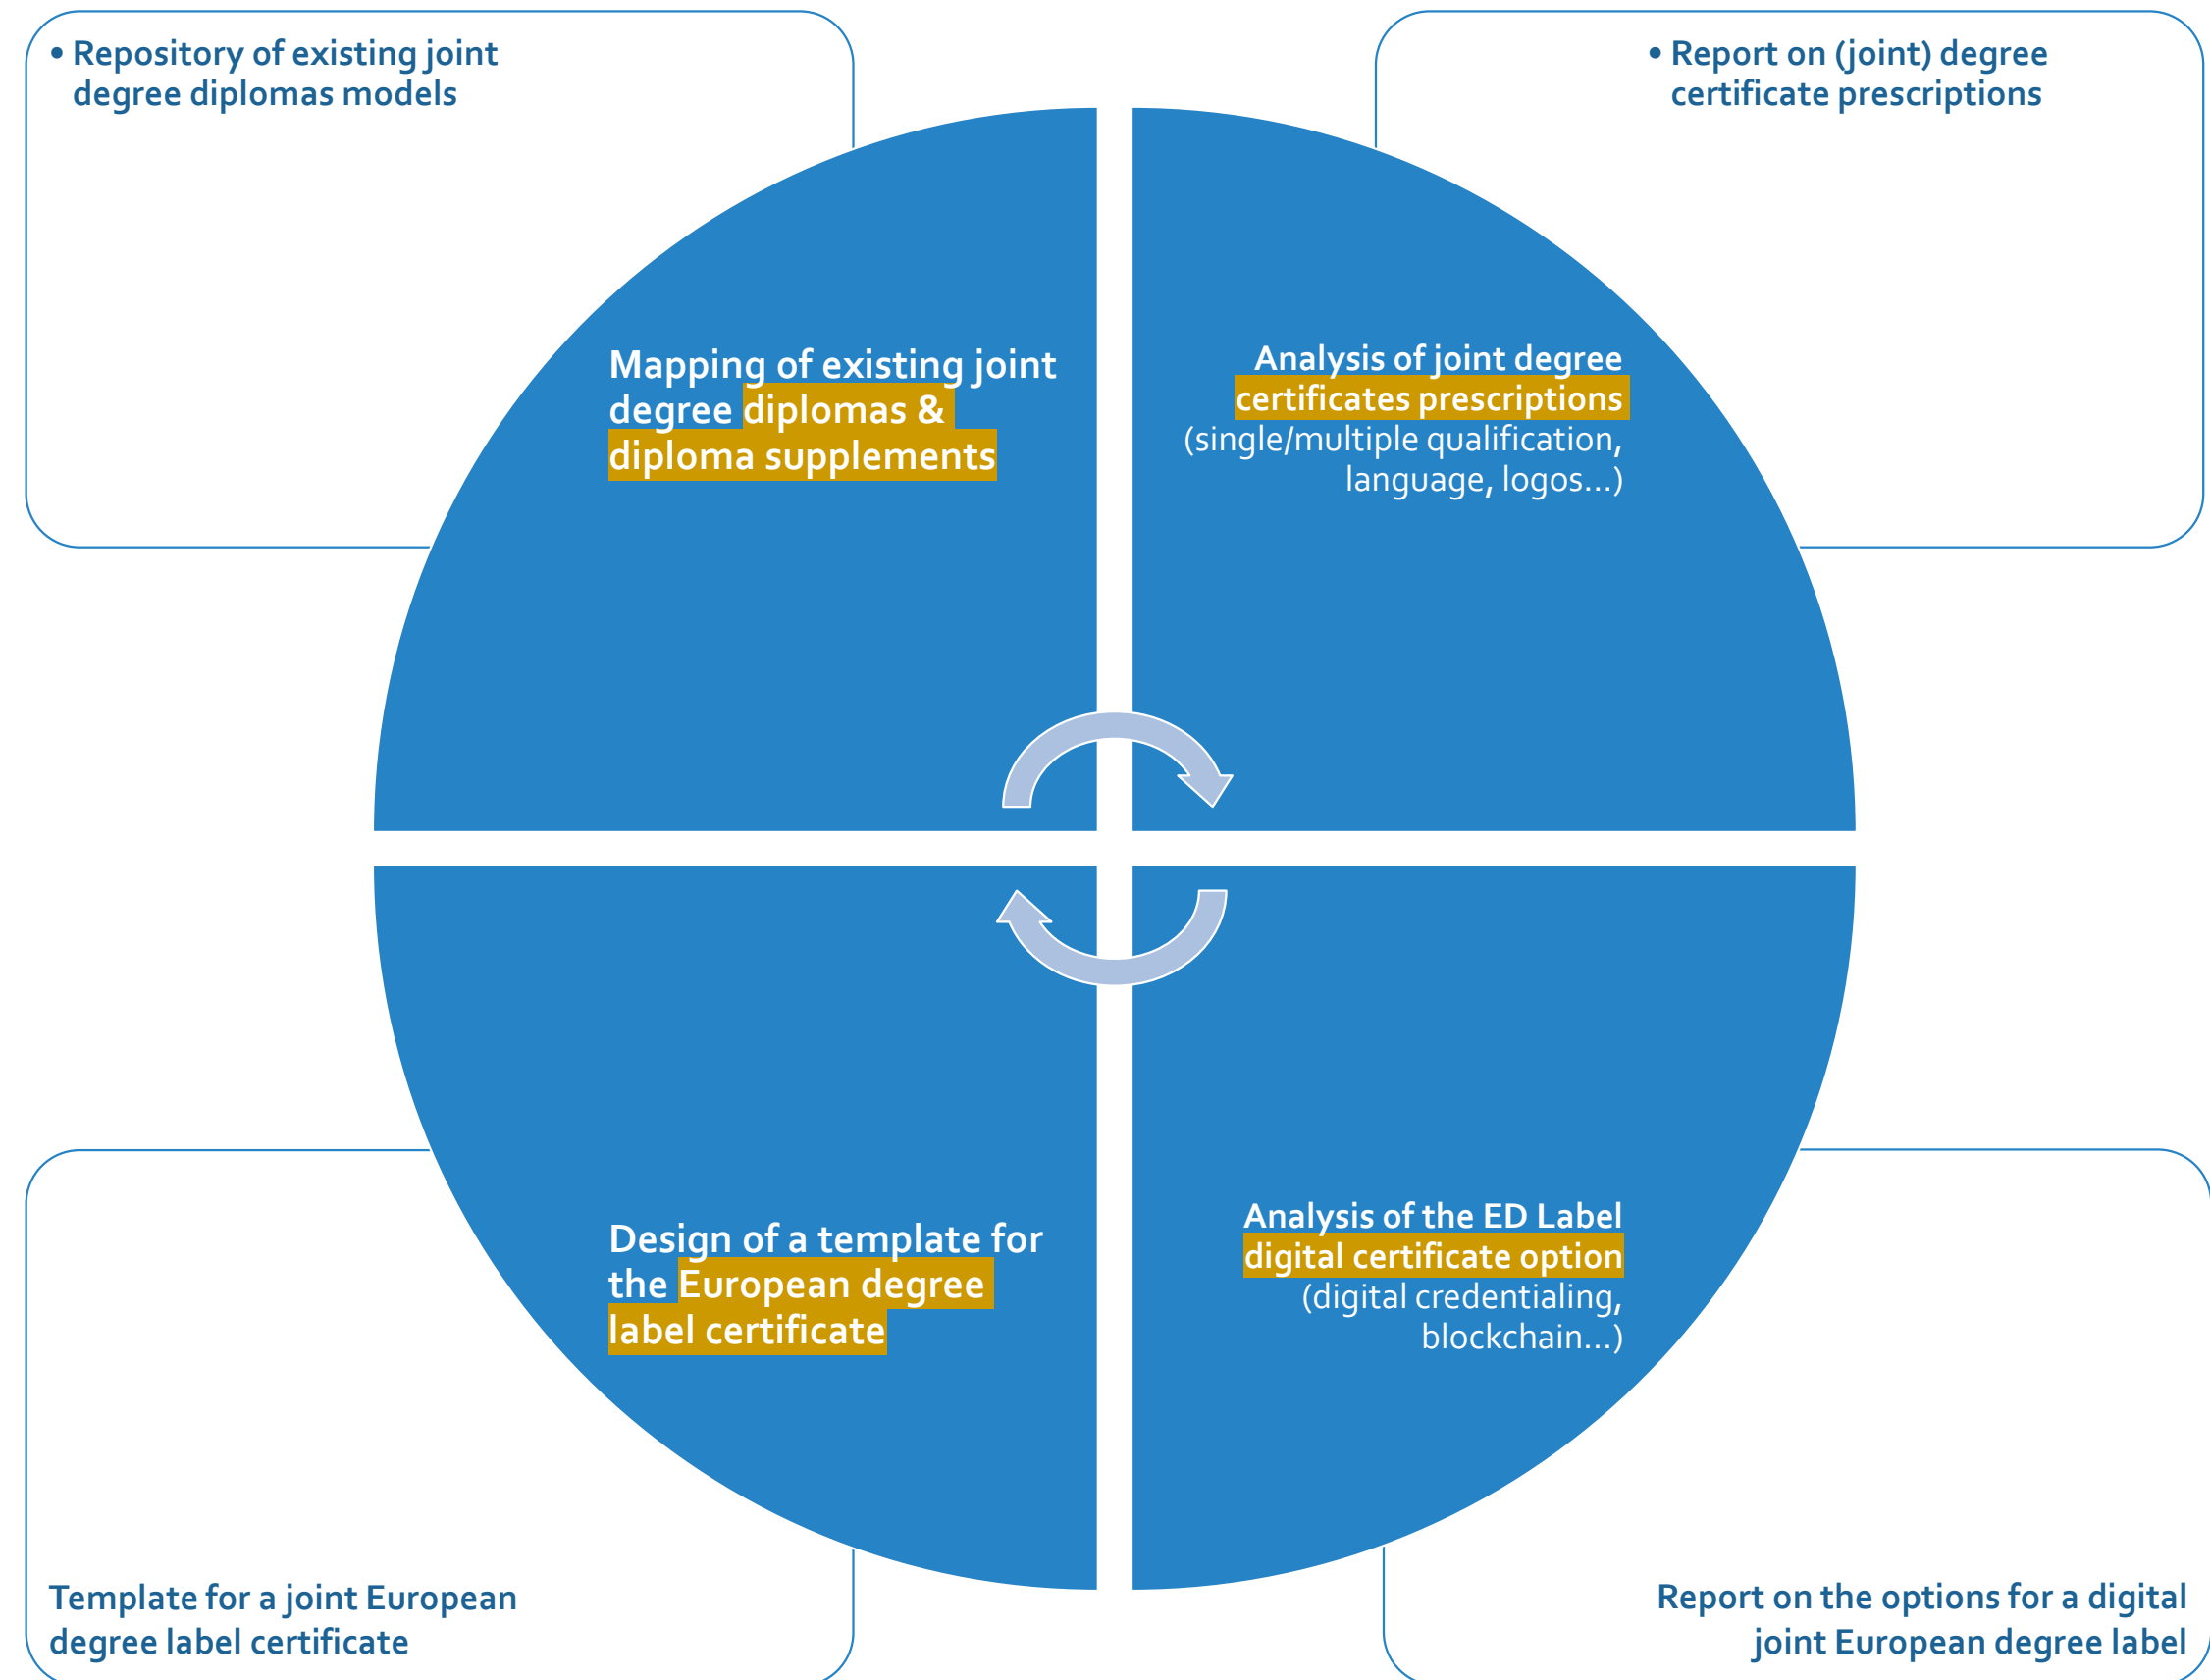 • Repository of existing joint
degree diplomas models
• Report on (joint) degree
certificate prescriptions
Mapping of existing joint
degree diplomas &
diploma supplements
Analysis of joint degree
certificates prescriptions
(single/multiple qualification,
language, logos...)
Design of a template for
the European degree
label certificate
Analysis of the ED Label
digital certificate option
(digital credentialing,
blockchain...)
Template for a joint European
degree label certificate
Report on the options for a digital
joint European degree label